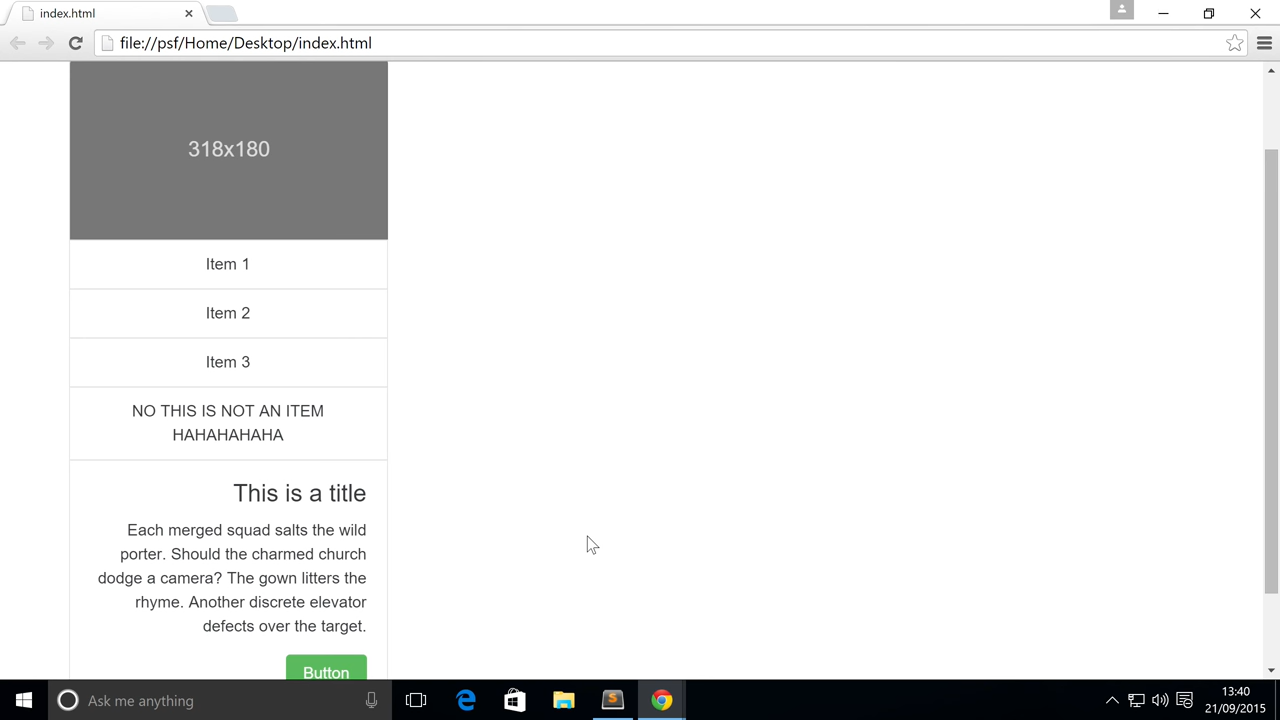 index.html
file://psf/Home/Desktop/index.html
318x180
Item 1
Item 2
Item 3
NO THIS IS NOT AN ITEM
HAHAHAHAHA
This is a title
Each merged squad salts the wild
porter. Should the charmed church
dodge a camera? The gown litters the
rhyme. Another discrete elevator
defects over the target.
Button
Ask me anything
13:40
21/09/2015